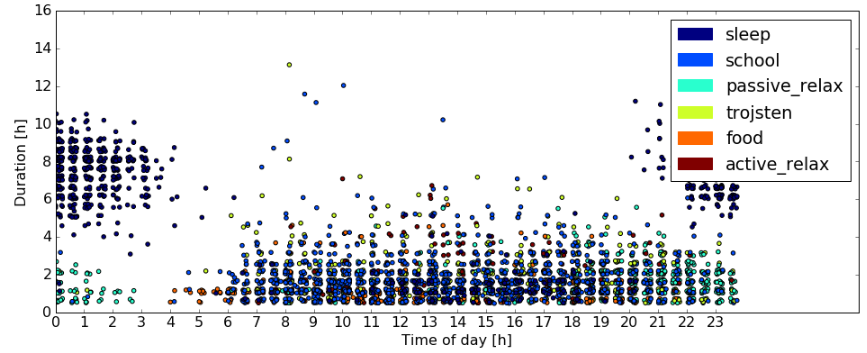 16
14
12
10
8
6
4
2
0
Duration [h]
0 1 2 3 4 5 6 7 8 9 10 11 12 13 14 15 16 17 18 19 20 21 22 23
Time of day [h]
sleep
school
passive_relax
trojsten
food
active_relax